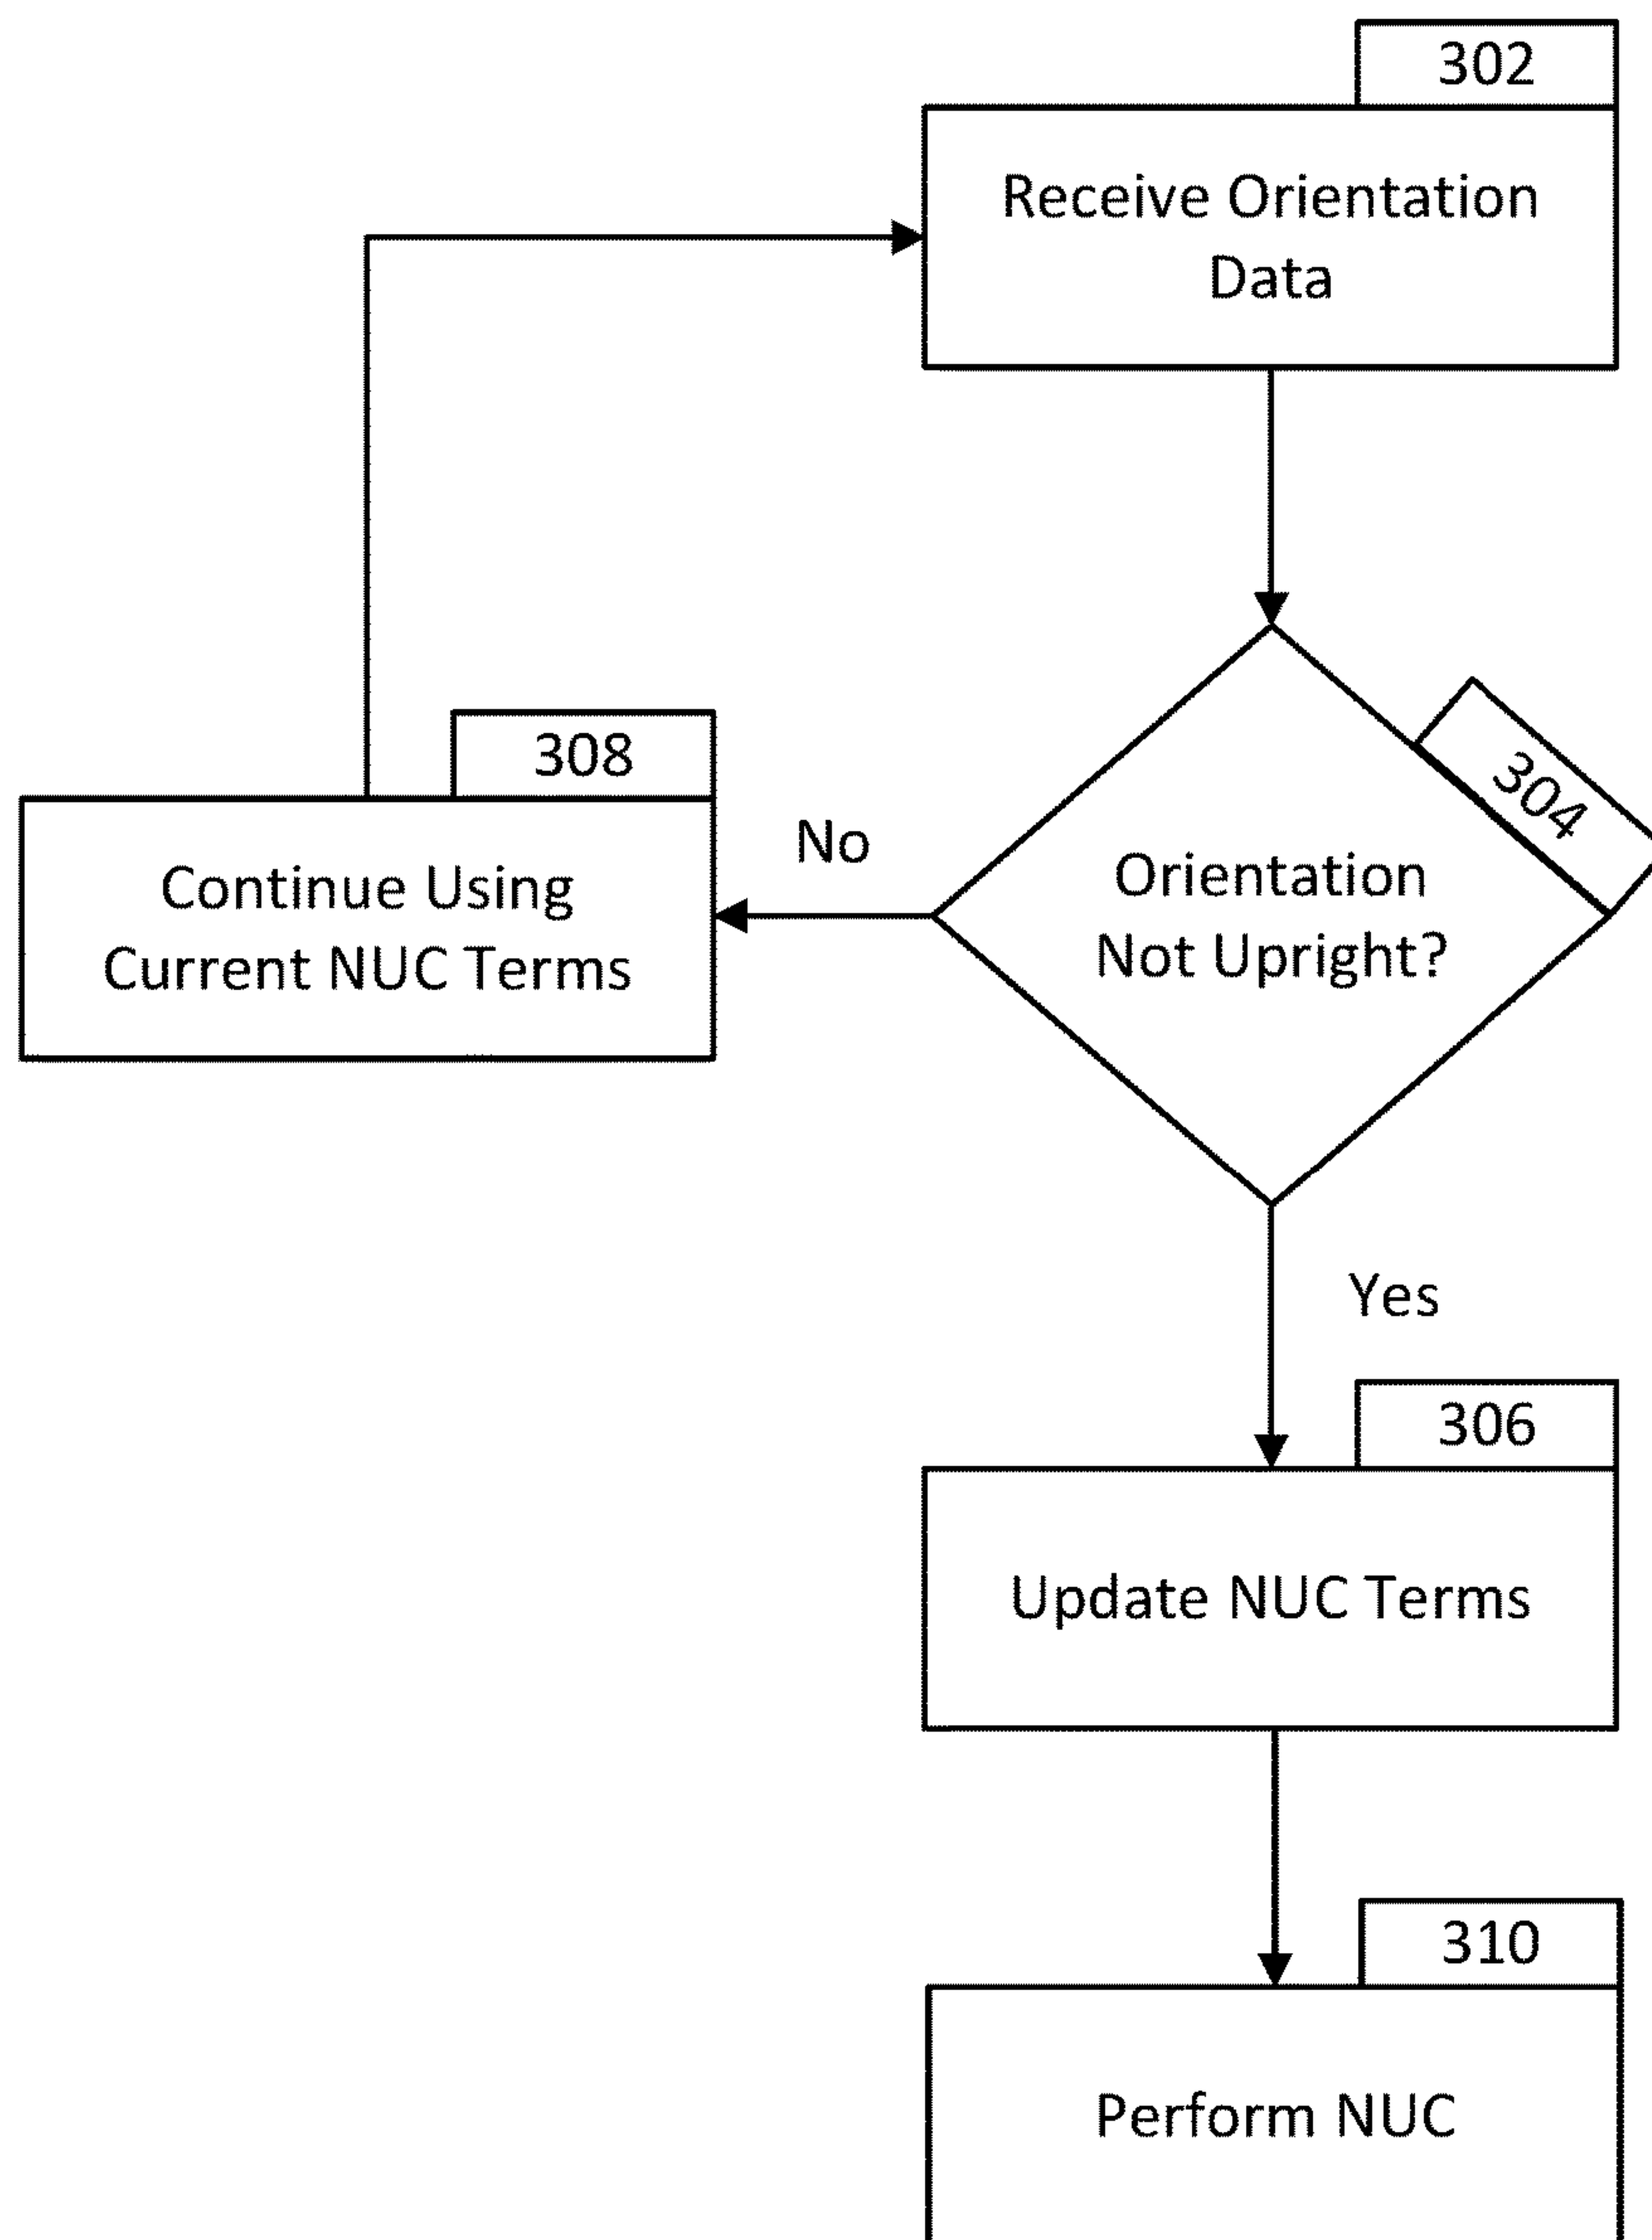 302
Receive Orientation
Data
308
Continue Using
Current NUC Terms
No
304
Orientation
Not Upright?
Yes
306
Update NUC Terms
310
Perform NUC